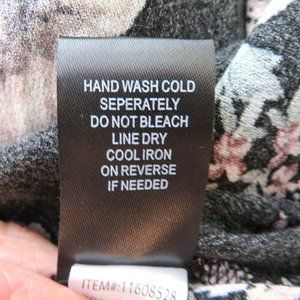 HAND WASH COLD
SEPERATELY
DO NOT BLEACH
LINE DRY
COOL IRON
ON REVERSE
IF NEEDED
ITEM#:11608528